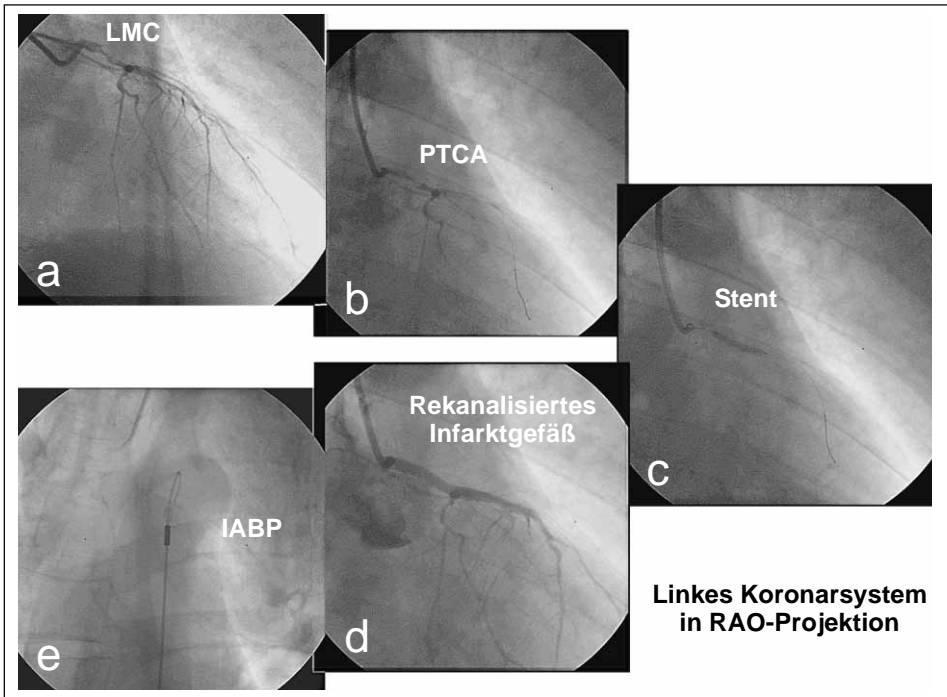 LMC
a
PTCA
b
Stent
c
Rekanalisiertes
Infarktgefäß
d
IABP
e
Linkes Koronarsystem
in RAO-Projektion